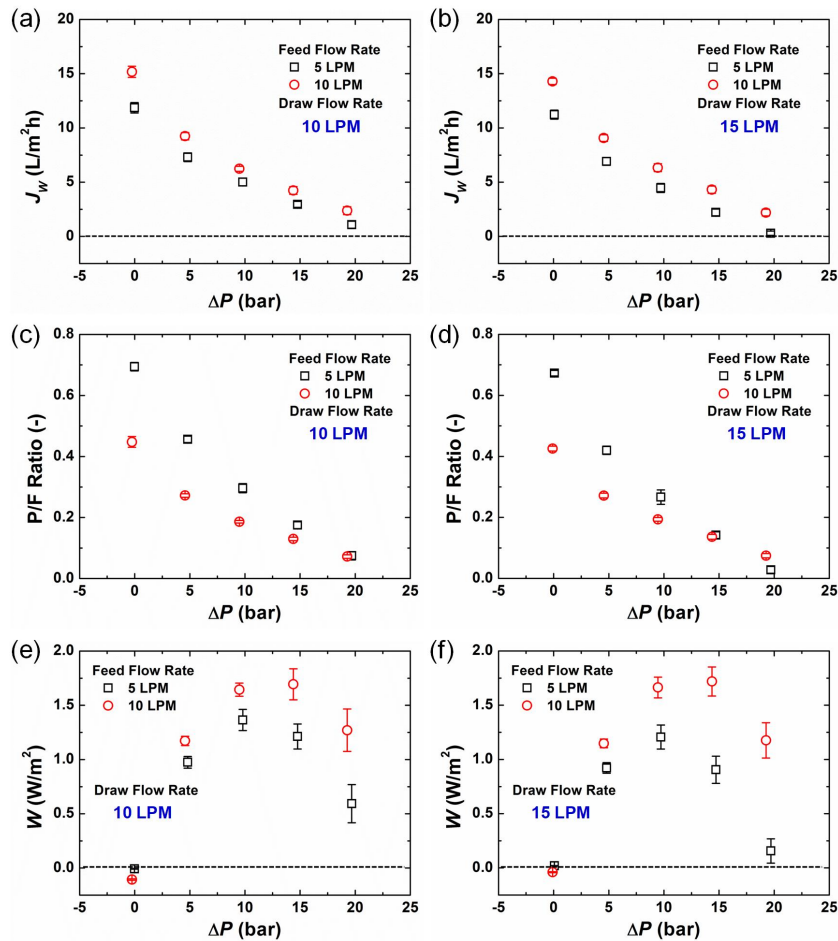 (a)
20
15
10
5
0
J_W (L/m²h)
Feed Flow Rate
5 LPM
10 LPM
Draw Flow Rate
10 LPM
-5 0 5 10 15 20 25
ΔP (bar)
(b)
20
15
10
5
0
J_W (L/m²h)
Feed Flow Rate
5 LPM
10 LPM
Draw Flow Rate
15 LPM
-5 0 5 10 15 20 25
ΔP (bar)
(c)
0.8
0.6
0.4
0.2
0.0
P/F Ratio (-)
Feed Flow Rate
5 LPM
10 LPM
Draw Flow Rate
10 LPM
-5 0 5 10 15 20 25
ΔP (bar)
(d)
0.8
0.6
0.4
0.2
0.0
P/F Ratio (-)
Feed Flow Rate
5 LPM
10 LPM
Draw Flow Rate
15 LPM
-5 0 5 10 15 20 25
ΔP (bar)
(e)
2.0
1.5
1.0
0.5
0.0
W (W/m²)
Feed Flow Rate
5 LPM
10 LPM
Draw Flow Rate
10 LPM
-5 0 5 10 15 20 25
ΔP (bar)
(f)
2.0
1.5
1.0
0.5
0.0
W (W/m²)
Feed Flow Rate
5 LPM
10 LPM
Draw Flow Rate
15 LPM
-5 0 5 10 15 20 25
ΔP (bar)